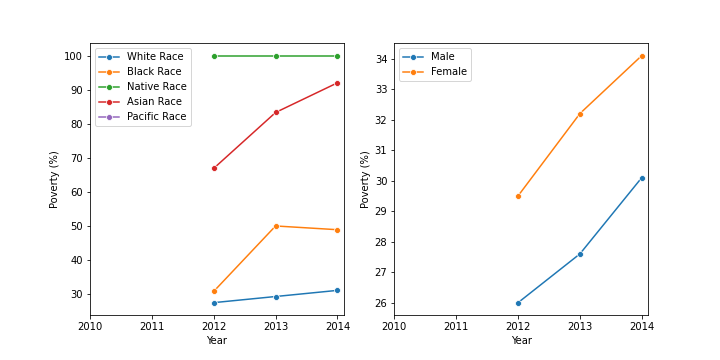 100
90
80
70
60
50
40
30
Poverty (%)
2010 2011 2012 2013 2014
Year
White Race
Black Race
Native Race
Asian Race
Pacific Race
34
33
32
31
30
29
28
27
26
Poverty (%)
2010 2011 2012 2013 2014
Year
Male
Female